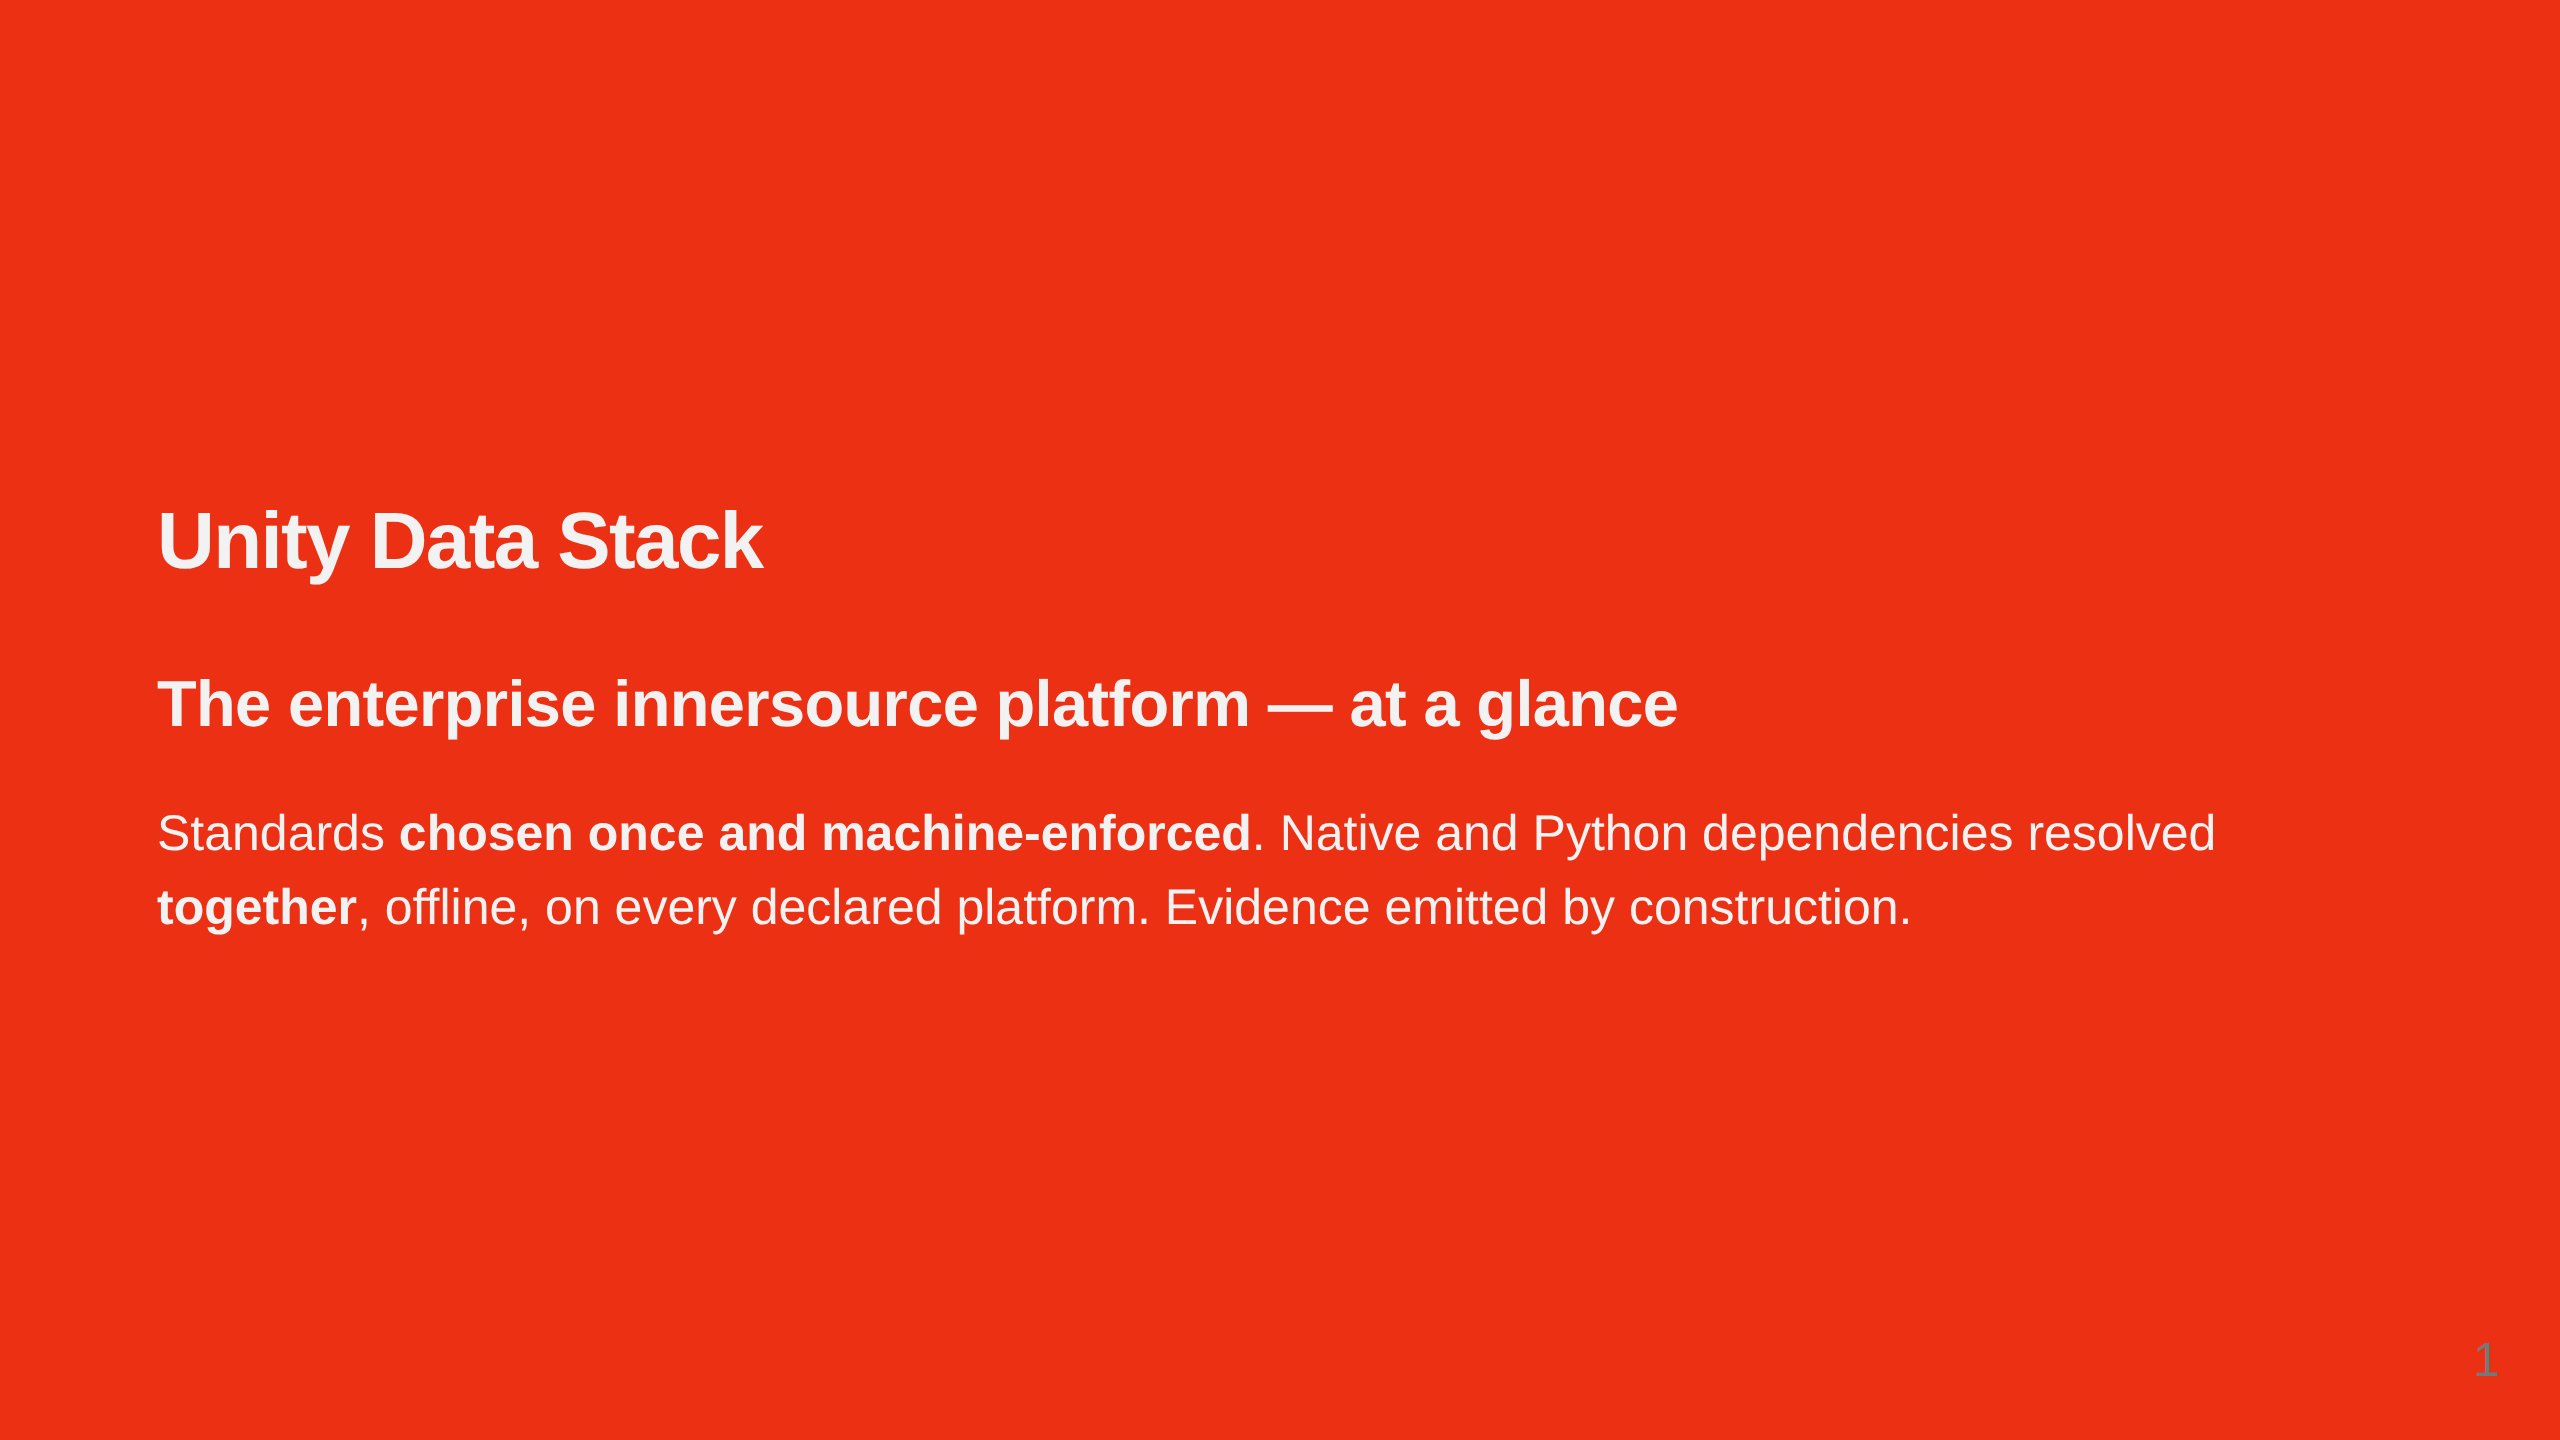 Unity Data Stack
The enterprise innersource platform — at a glance
Standards chosen once and machine-enforced. Native and Python dependencies resolved
together, offline, on every declared platform. Evidence emitted by construction.
1